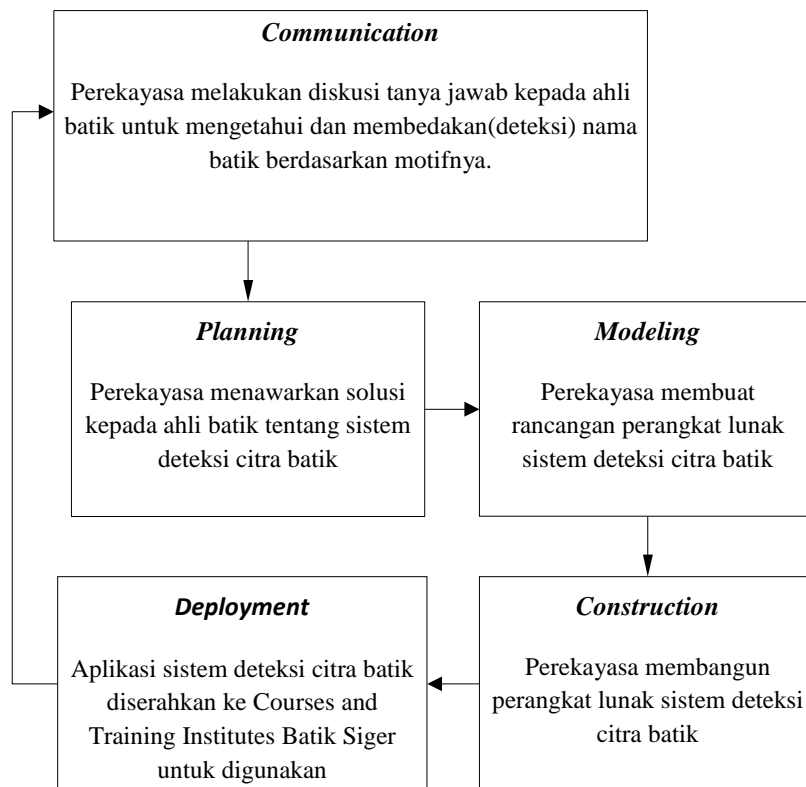 Communication
Perekayasa melakukan diskusi tanya jawab kepada ahli
batik untuk mengetahui dan membedakan(deteksi) nama
batik berdasarkan motifnya.
Planning
Perekayasa menawarkan solusi
kepada ahli batik tentang sistem
deteksi citra batik
Modeling
Perekayasa membuat
rancangan perangkat lunak
sistem deteksi citra batik
Construction
Perekayasa membangun
perangkat lunak sistem deteksi
citra batik
Deployment
Aplikasi sistem deteksi citra batik
diserahkan ke Courses and
Training Institutes Batik Siger
untuk digunakan